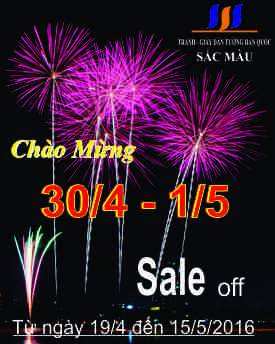 TRANH - GIẤY DÁN TƯỜNG HÀN QUỐC
SẮC MÀU
Chào Mừng
30/4 - 1/5
Sale off
Từ ngày 19/4 đến 15/5/2016